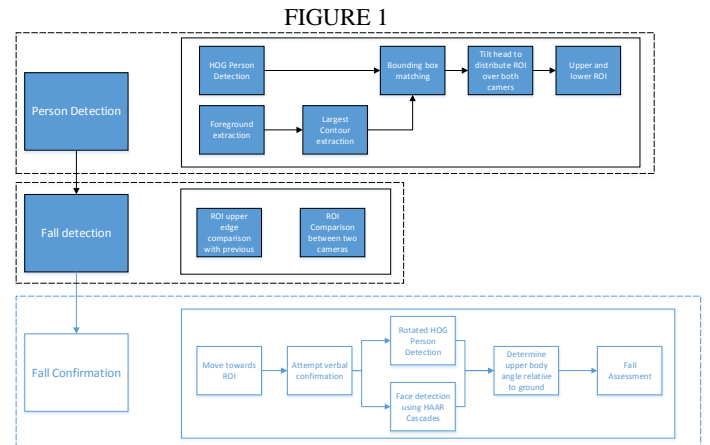 FIGURE 1
Person Detection
HOG Person
Detection
Bounding box
matching
Tilt head to
distribute ROI
over both
camers
Upper and
lower ROI
Foreground
extraction
Largest
Contour
extraction
Fall detection
ROI upper
edge
comparison
with previous
ROI
Comparison
between two
cameras
Fall Confirmation
Move towards
ROI
Attempt verbal
confirmation
Rotated HOG
Person
Detection
Face detection
using HAAR
Cascades
Determine
upper body
angle relative
to ground
Fall
Assessment